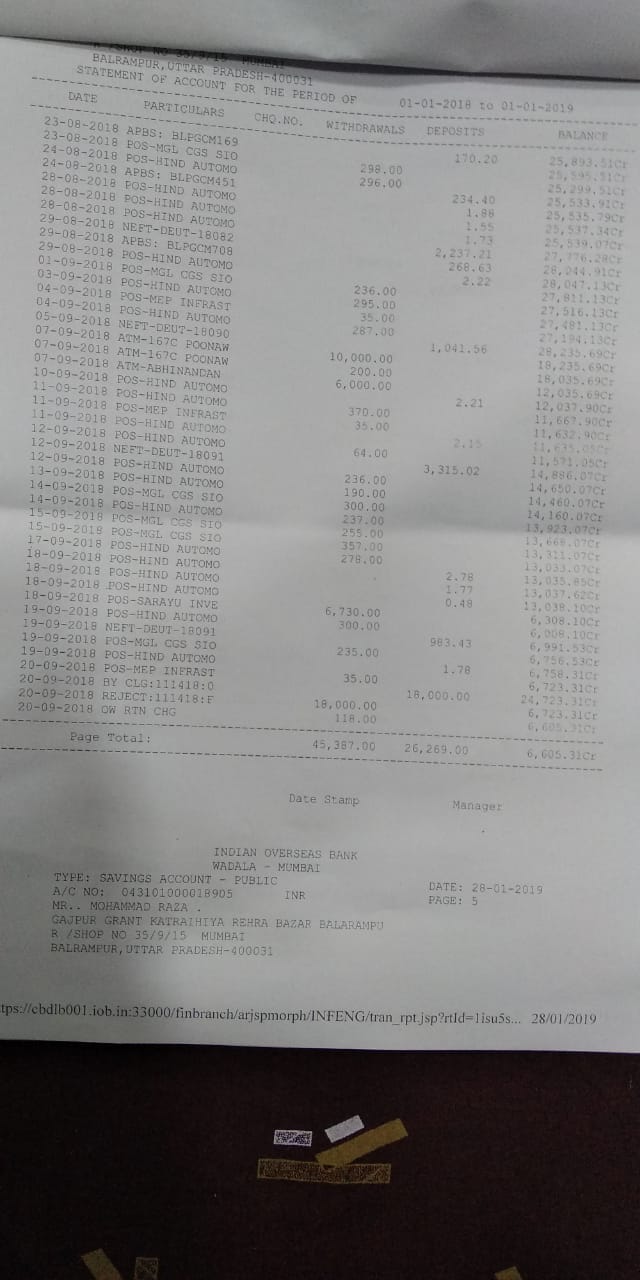 R /SHOP NO 35/9/15 MUMBAI
BALRAMPUR,UTTAR PRADESH-400031
STATEMENT OF ACCOUNT FOR THE PERIOD OF 01-01-2018 to 01-01-2019
DATE PARTICULARS CHQ.NO. WITHDRAWALS DEPOSITS BALANCE
23-08-2018 APBS: BLPGCM169 170.20 25,893.51Cr
23-08-2018 POS-MGL CGS SIO 298.00 25,595.51Cr
24-08-2018 POS-HIND AUTOMO 296.00 25,299.51Cr
24-08-2018 APBS: BLPGCM451 234.40 25,533.91Cr
28-08-2018 POS-HIND AUTOMO 1.88 25,535.79Cr
28-08-2018 POS-HIND AUTOMO 1.55 25,537.34Cr
28-08-2018 POS-HIND AUTOMO 1.73 25,539.07Cr
29-08-2018 NEFT-DEUT-18082 2,237.21 27,776.28Cr
29-08-2018 APBS: BLPGCM708 268.63 28,044.91Cr
29-08-2018 POS-HIND AUTOMO 2.22 28,047.13Cr
01-09-2018 POS-MGL CGS SIO 236.00 27,811.13Cr
03-09-2018 POS-HIND AUTOMO 295.00 27,516.13Cr
04-09-2018 POS-MEP INFRAST 35.00 27,481.13Cr
04-09-2018 POS-HIND AUTOMO 287.00 27,194.13Cr
05-09-2018 NEFT-DEUT-18090 1,041.56 28,235.69Cr
07-09-2018 ATM-167C POONAW 10,000.00 18,235.69Cr
07-09-2018 ATM-167C POONAW 200.00 18,035.69Cr
07-09-2018 ATM-ABHINANDAN 6,000.00 12,035.69Cr
10-09-2018 POS-HIND AUTOMO 2.21 12,037.90Cr
11-09-2018 POS-HIND AUTOMO 370.00 11,667.90Cr
11-09-2018 POS-MEP INFRAST 35.00 11,632.90Cr
11-09-2018 POS-HIND AUTOMO 2.15 11,635.05Cr
12-09-2018 POS-HIND AUTOMO 64.00 11,571.05Cr
12-09-2018 NEFT-DEUT-18091 3,315.02 14,886.07Cr
12-09-2018 POS-HIND AUTOMO 236.00 14,650.07Cr
13-09-2018 POS-HIND AUTOMO 190.00 14,460.07Cr
14-09-2018 POS-MGL CGS SIO 300.00 14,160.07Cr
14-09-2018 POS-HIND AUTOMO 237.00 13,923.07Cr
15-09-2018 POS-MGL CGS SIO 255.00 13,668.07Cr
15-09-2018 POS-MGL CGS SIO 357.00 13,311.07Cr
17-09-2018 POS-HIND AUTOMO 278.00 13,033.07Cr
18-09-2018 POS-HIND AUTOMO 2.78 13,035.85Cr
18-09-2018 POS-HIND AUTOMO 1.77 13,037.62Cr
18-09-2018 POS-HIND AUTOMO 0.48 13,038.10Cr
18-09-2018 POS-SARAYU INVE 6,730.00 6,308.10Cr
19-09-2018 POS-HIND AUTOMO 300.00 6,008.10Cr
19-09-2018 NEFT-DEUT-18091 983.43 6,991.53Cr
19-09-2018 POS-MGL CGS SIO 235.00 6,756.53Cr
19-09-2018 POS-HIND AUTOMO 1.78 6,758.31Cr
20-09-2018 POS-MEP INFRAST 35.00 6,723.31Cr
20-09-2018 BY CLG:111418:0 18,000.00 24,723.31Cr
20-09-2018 REJECT:111418:F 18,000.00 6,723.31Cr
20-09-2018 OW RTN CHG 118.00 6,605.31Cr
Page Total: 45,387.00 26,269.00 6,605.31Cr
Date Stamp Manager
INDIAN OVERSEAS BANK
WADALA - MUMBAI
TYPE: SAVINGS ACCOUNT - PUBLIC DATE: 28-01-2019
A/C NO: 043101000018905 INR PAGE: 5
MR.. MOHAMMAD RAZA .
GAJPUR GRANT KATRAIHIYA REHRA BAZAR BALARAMPU
R /SHOP NO 35/9/15 MUMBAI
BALRAMPUR,UTTAR PRADESH-400031
ttps://cbdlb001.iob.in:33000/finbranch/arjspmorph/INFENG/tran_rpt.jsp?rtId=1isu5s... 28/01/2019